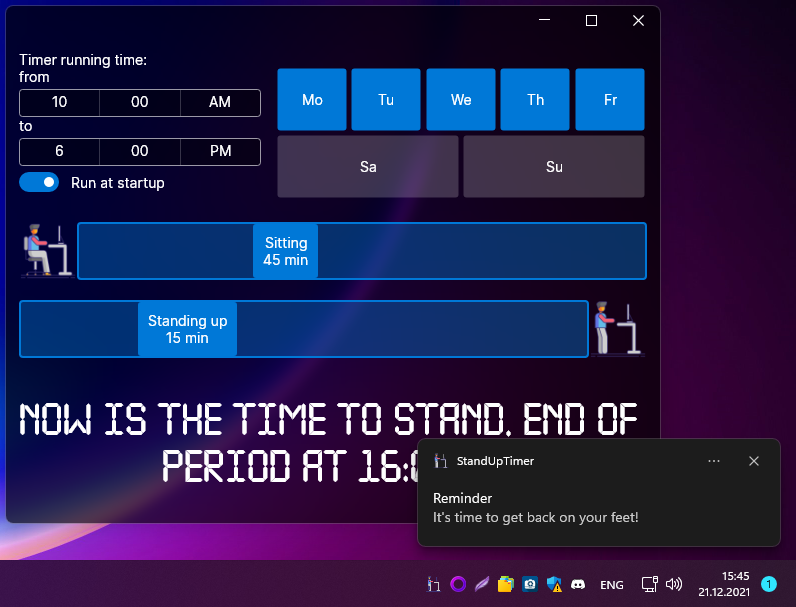 Timer running time:
from
10 00 AM
to
6 00 PM
Run at startup
Mo Tu We Th Fr
Sa Su
Sitting
45 min
Standing up
15 min
NOW IS THE TIME TO STAND. END OF
PERIOD AT 16:
StandUpTimer
Reminder
It's time to get back on your feet!
ENG
15:45
21.12.2021
1